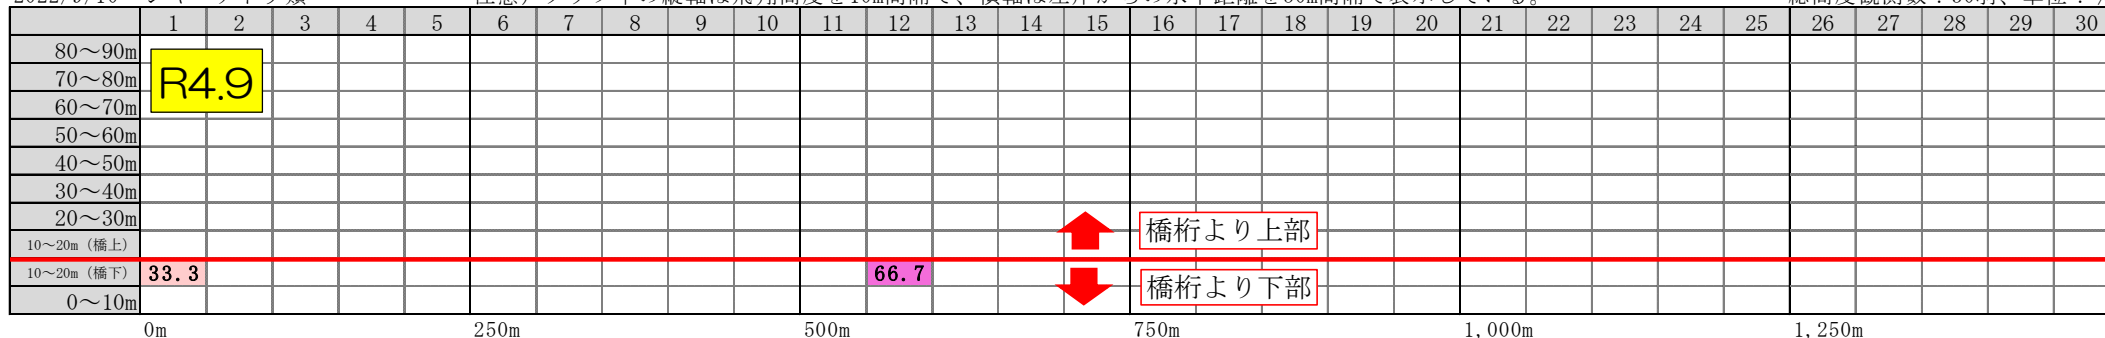 1 2 3 4 5 6 7 8 9 10 11 12 13 14 15 16 17 18 19 20 21 22 23 24 25 26 27 28 29 30
80～90m
R4.9
70～80m
60～70m
50～60m
40～50m
30～40m
20～30m
10～20m（橋上）
橋桁より上部
10～20m（橋下） 33.3 66.7
橋桁より下部
0～10m
0m 250m 500m 750m 1,000m 1,250m